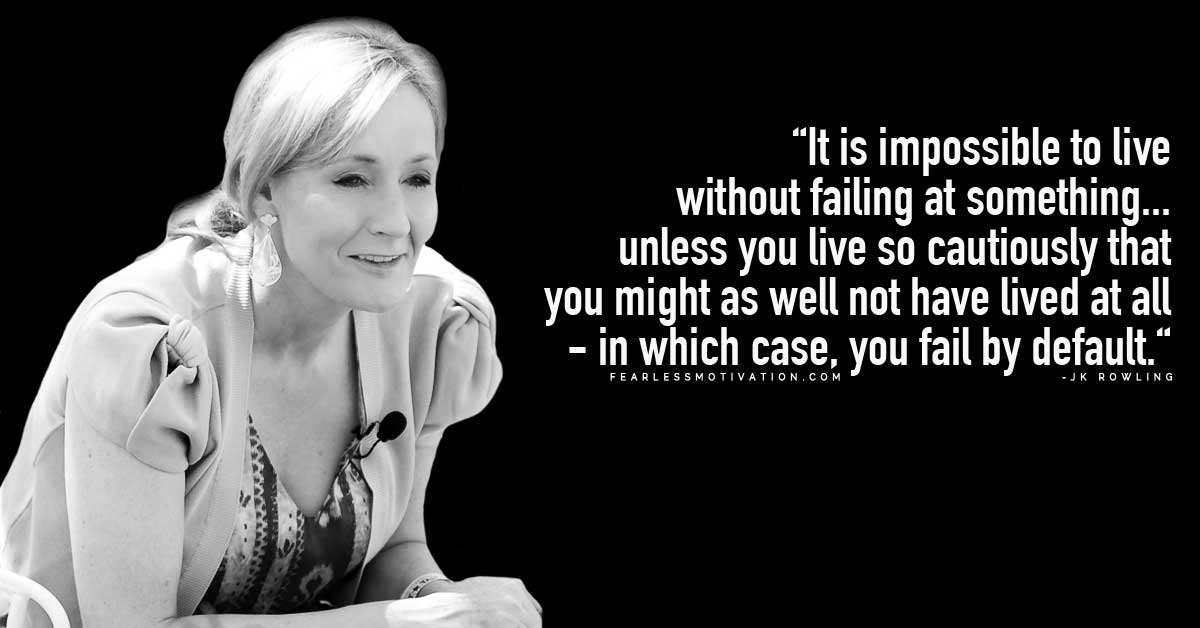 “It is impossible to live
without failing at something...
unless you live so cautiously that
you might as well not have lived at all
- in which case, you fail by default.“
FEARLESSMOTIVATION.COM
-JK ROWLING